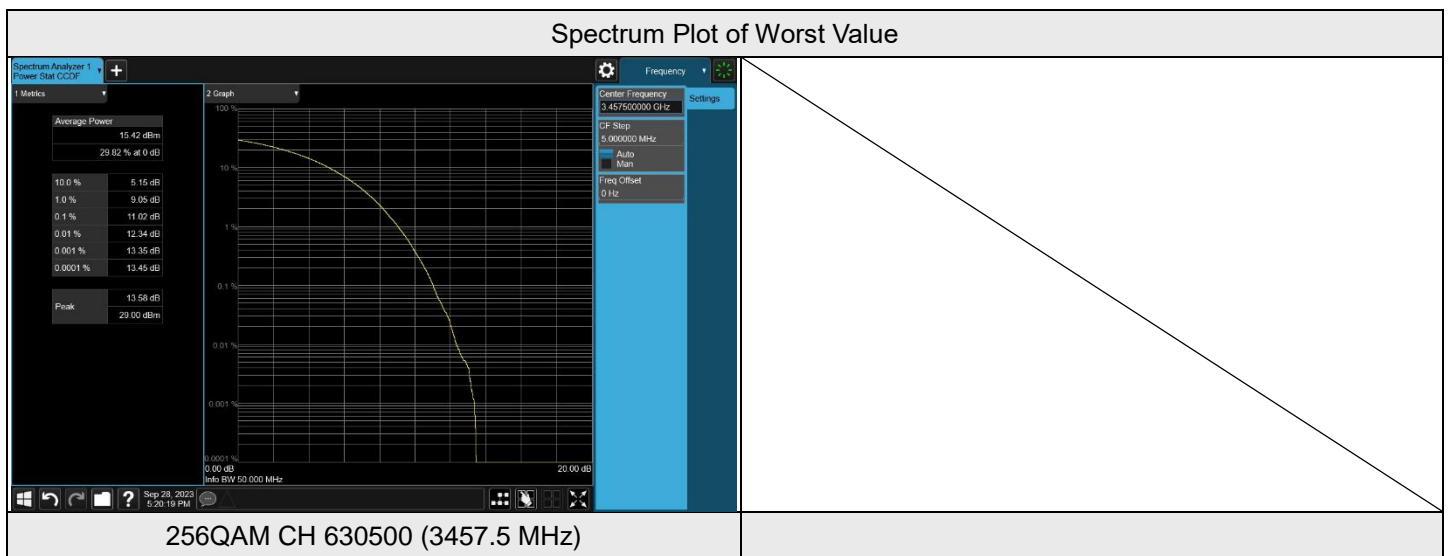 Spectrum Plot of Worst Value
Spectrum Analyzer 1
Power Stat CCDF
+
Frequency
1 Metrics
2 Graph
Center Frequency
3.457500000 GHz
Settings
CF Step
5.000000 MHz
Auto
Man
Freq Offset
0 Hz
Average Power
15.42 dBm
29.82 % at 0 dB
10.0 % 5.15 dB
1.0 % 9.05 dB
0.1 % 11.02 dB
0.01 % 12.34 dB
0.001 % 13.35 dB
0.0001 % 13.45 dB
Peak 13.58 dB
29.00 dBm
100 %
10 %
1 %
0.1 %
0.01 %
0.001 %
0.0001 %
0.00 dB 20.00 dB
Info BW 50.000 MHz
? Sep 28, 2023
5:20:19 PM
256QAM CH 630500 (3457.5 MHz)